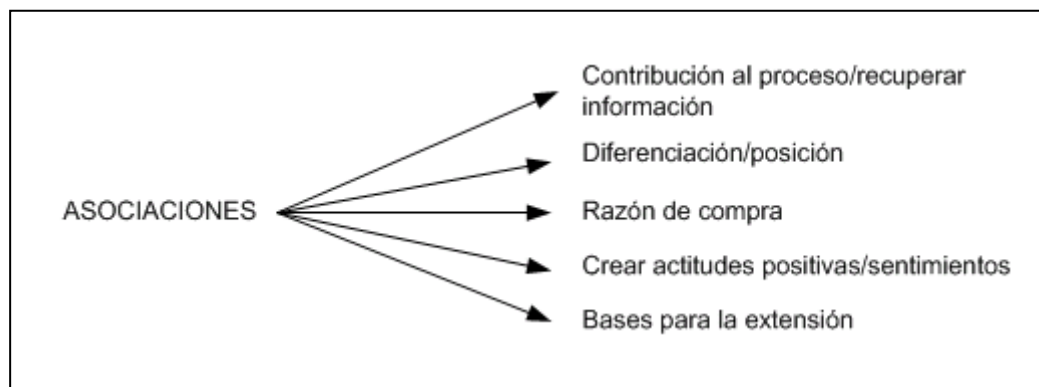 Contribución al proceso/recuperar
información
Diferenciación/posición
ASOCIACIONES
Razón de compra
Crear actitudes positivas/sentimientos
Bases para la extensión